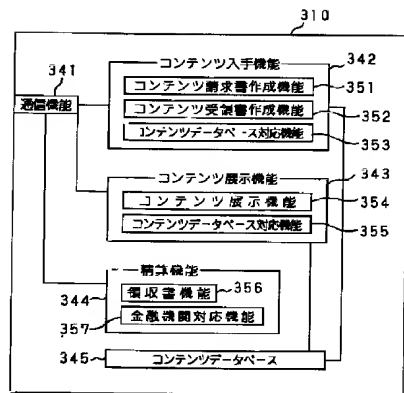 310
341
通信機能
コンテンツ入手機能
342
コンテンツ請求書作成機能
351
コンテンツ受領書作成機能
352
コンテンツデータベース対応機能
353
コンテンツ展示機能
343
コンテンツ展示機能
354
コンテンツデータベース対応機能
355
精算機能
344
領収書機能
356
357
金融機関対応機能
345
コンテンツデータベース